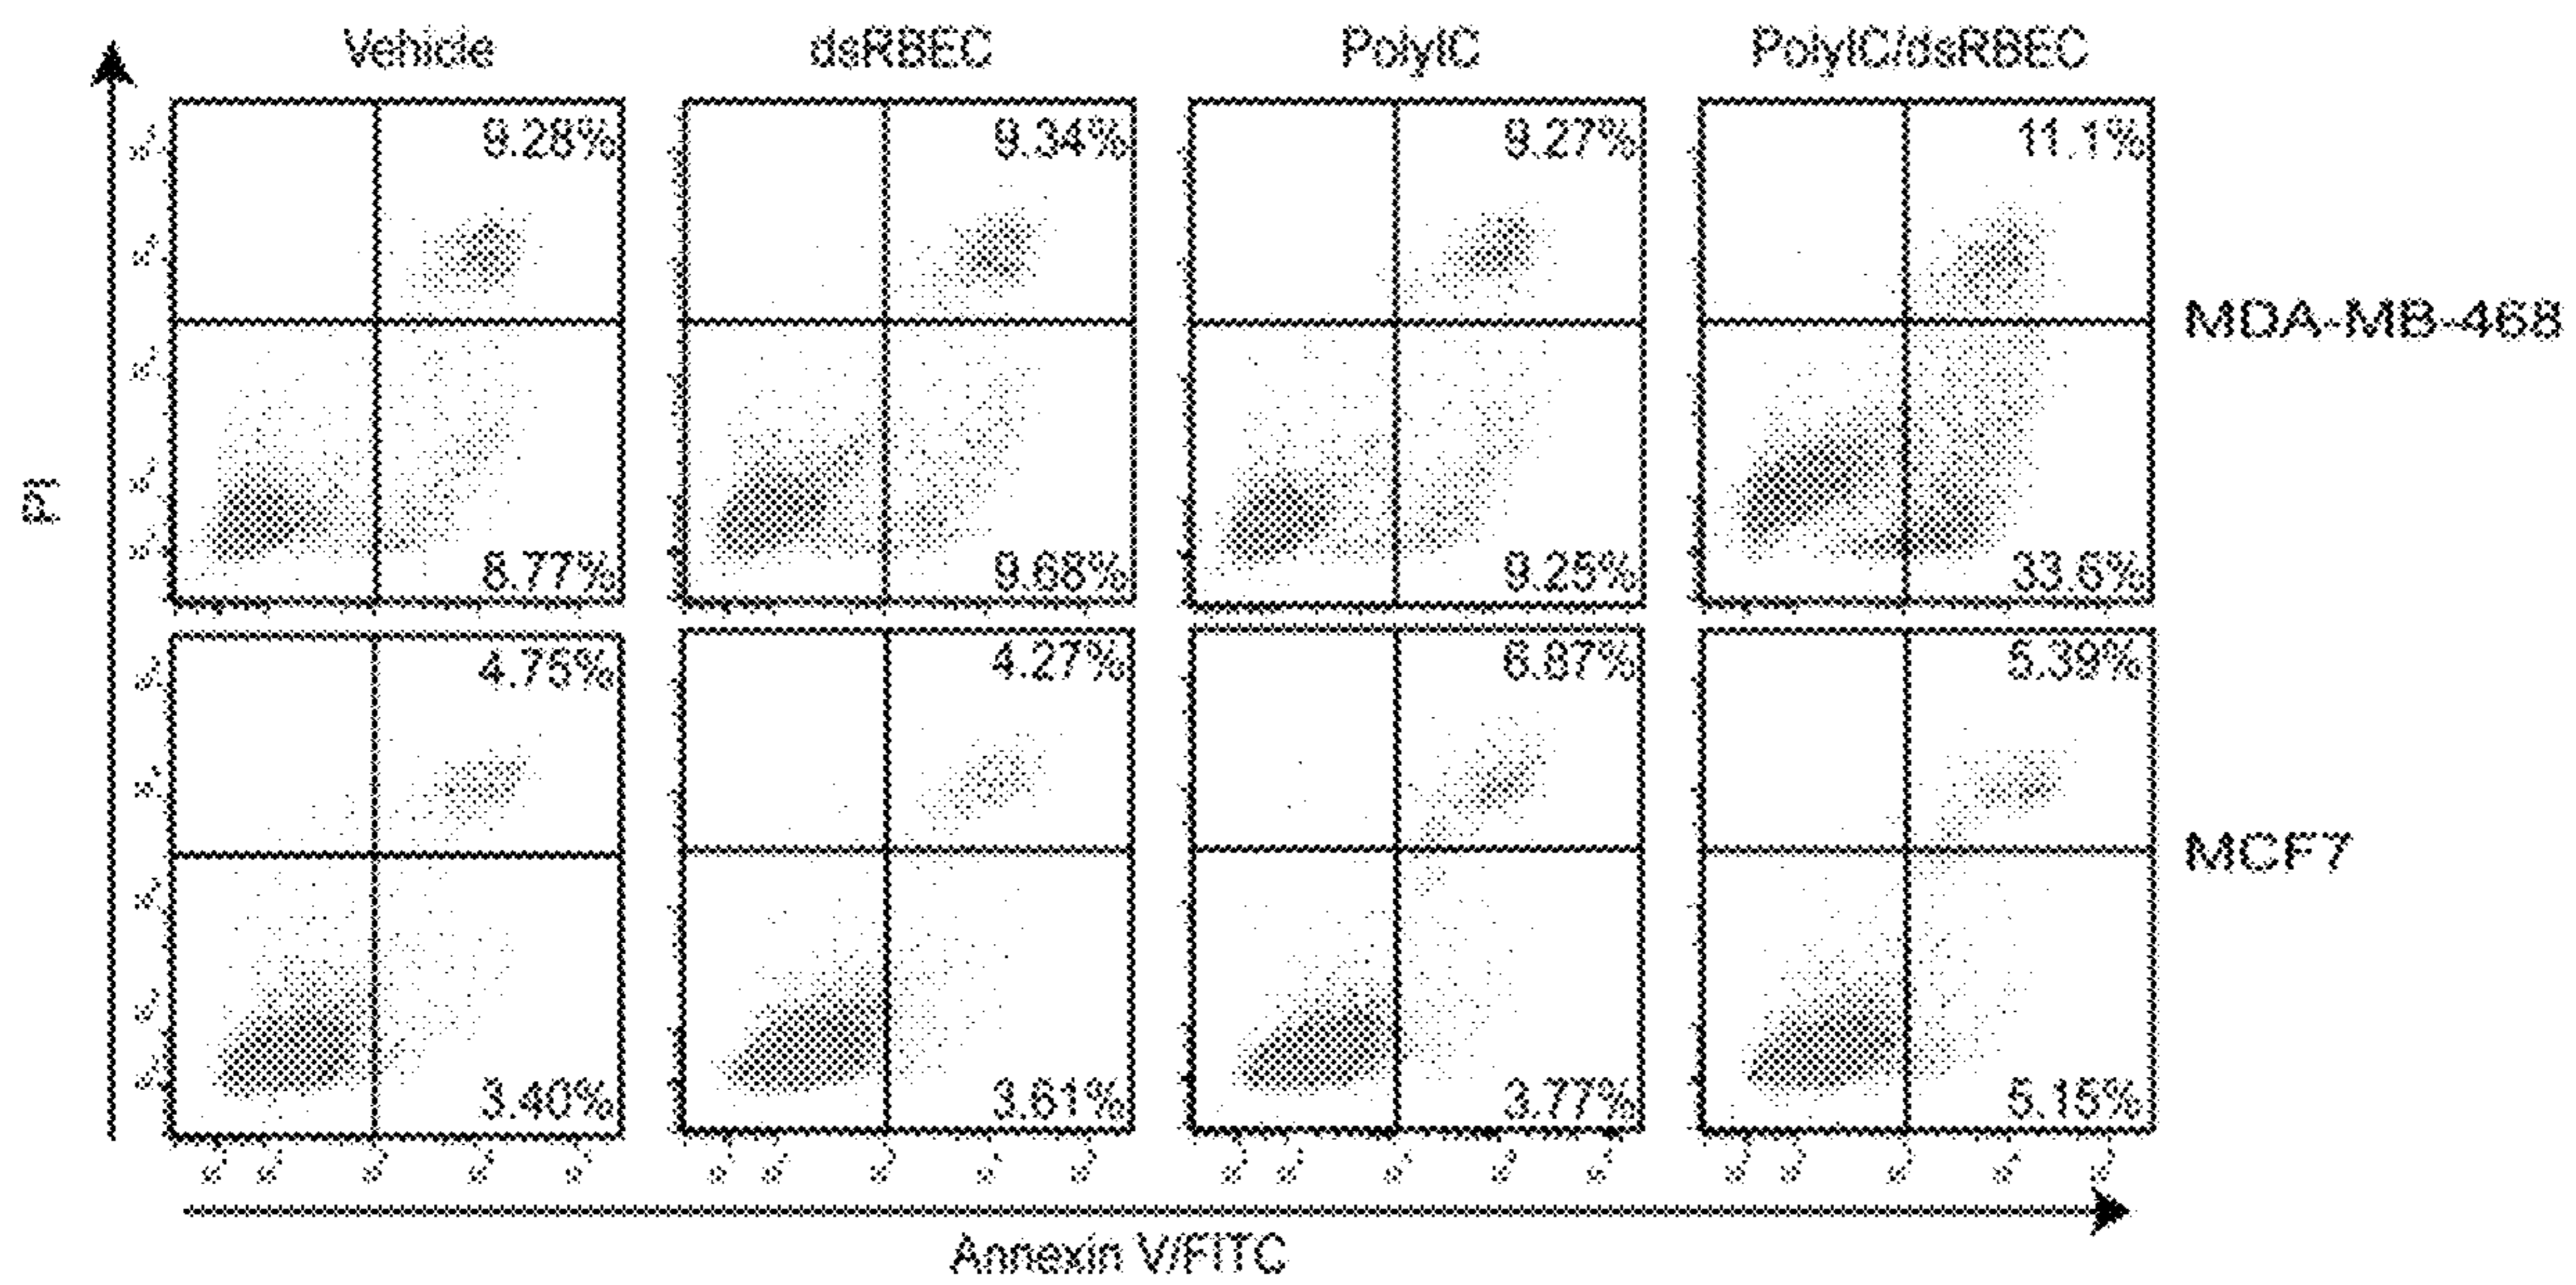 Vehicle dsRBEC PolyIC PolyIC/dsRBEC
9.28% 9.34% 9.27% 11.1%
MDA-MB-468
PI
9.68% 9.25% 33.6%
4.75% 4.27% 6.87% 5.39%
MCF7
3.40% 3.61% 3.77% 5.15%
Annexin V/FITC